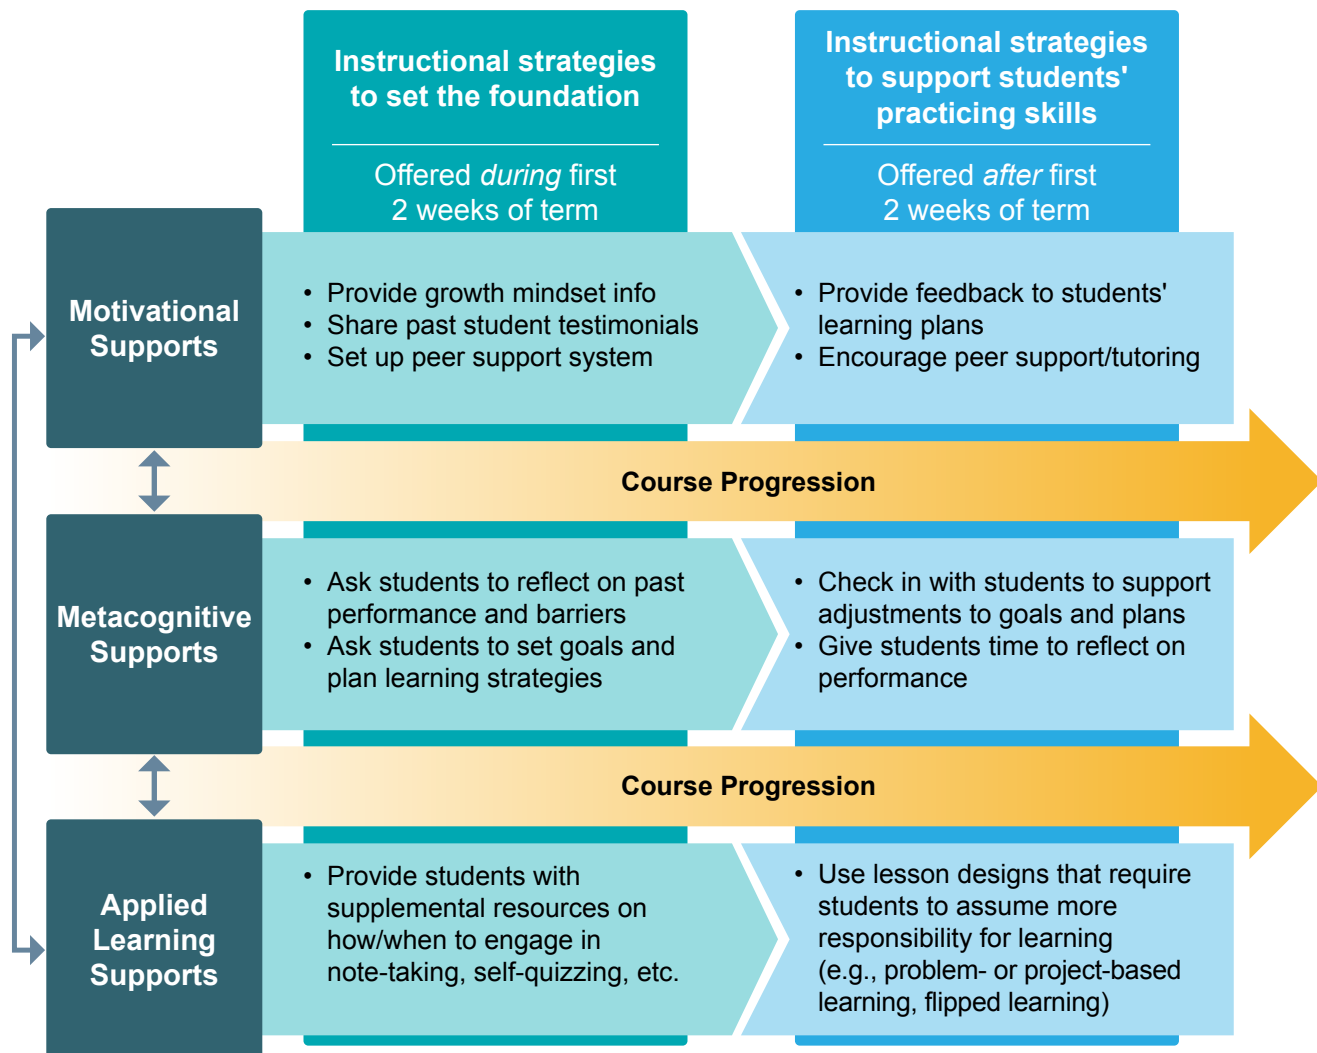 Instructional strategies
to set the foundation
Offered during first
2 weeks of term
Instructional strategies
to support students'
practicing skills
Offered after first
2 weeks of term
Motivational
Supports
• Provide growth mindset info
• Share past student testimonials
• Set up peer support system
• Provide feedback to students'
learning plans
• Encourage peer support/tutoring
Course Progression
Metacognitive
Supports
• Ask students to reflect on past
performance and barriers
• Ask students to set goals and
plan learning strategies
• Check in with students to support
adjustments to goals and plans
• Give students time to reflect on
performance
Course Progression
Applied
Learning
Supports
• Provide students with
supplemental resources on
how/when to engage in
note-taking, self-quizzing, etc.
• Use lesson designs that require
students to assume more
responsibility for learning
(e.g., problem- or project-based
learning, flipped learning)